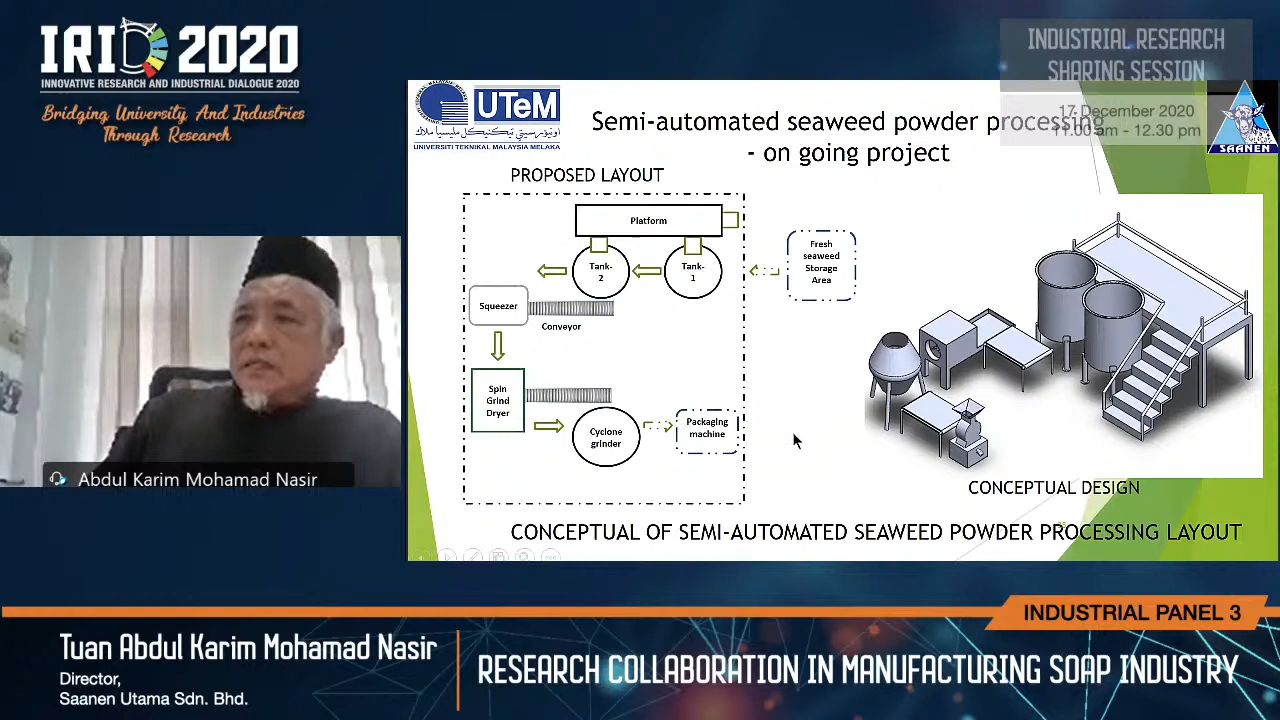 IRID 2020
INNOVATIVE RESEARCH AND INDUSTRIAL DIALOGUE 2020
Bridging University And Industries
Through Research
INDUSTRIAL RESEARCH
SHARING SESSION
17 December 2020
11.00 am - 12.30 pm
UTeM
اونيۏرسيتي تيكنيكل مليسيا ملاك
UNIVERSITI TEKNIKAL MALAYSIA MELAKA
SAANEN
Semi-automated seaweed powder processing
- on going project
PROPOSED LAYOUT
Platform
Tank-
2
Tank-
1
Fresh
seaweed
Storage
Area
Squeezer
Conveyor
Spin
Grind
Dryer
Cyclone
grinder
Packaging
machine
CONCEPTUAL DESIGN
CONCEPTUAL OF SEMI-AUTOMATED SEAWEED POWDER PROCESSING LAYOUT
Abdul Karim Mohamad Nasir
INDUSTRIAL PANEL 3
Tuan Abdul Karim Mohamad Nasir
Director,
Saanen Utama Sdn. Bhd.
RESEARCH COLLABORATION IN MANUFACTURING SOAP INDUSTRY